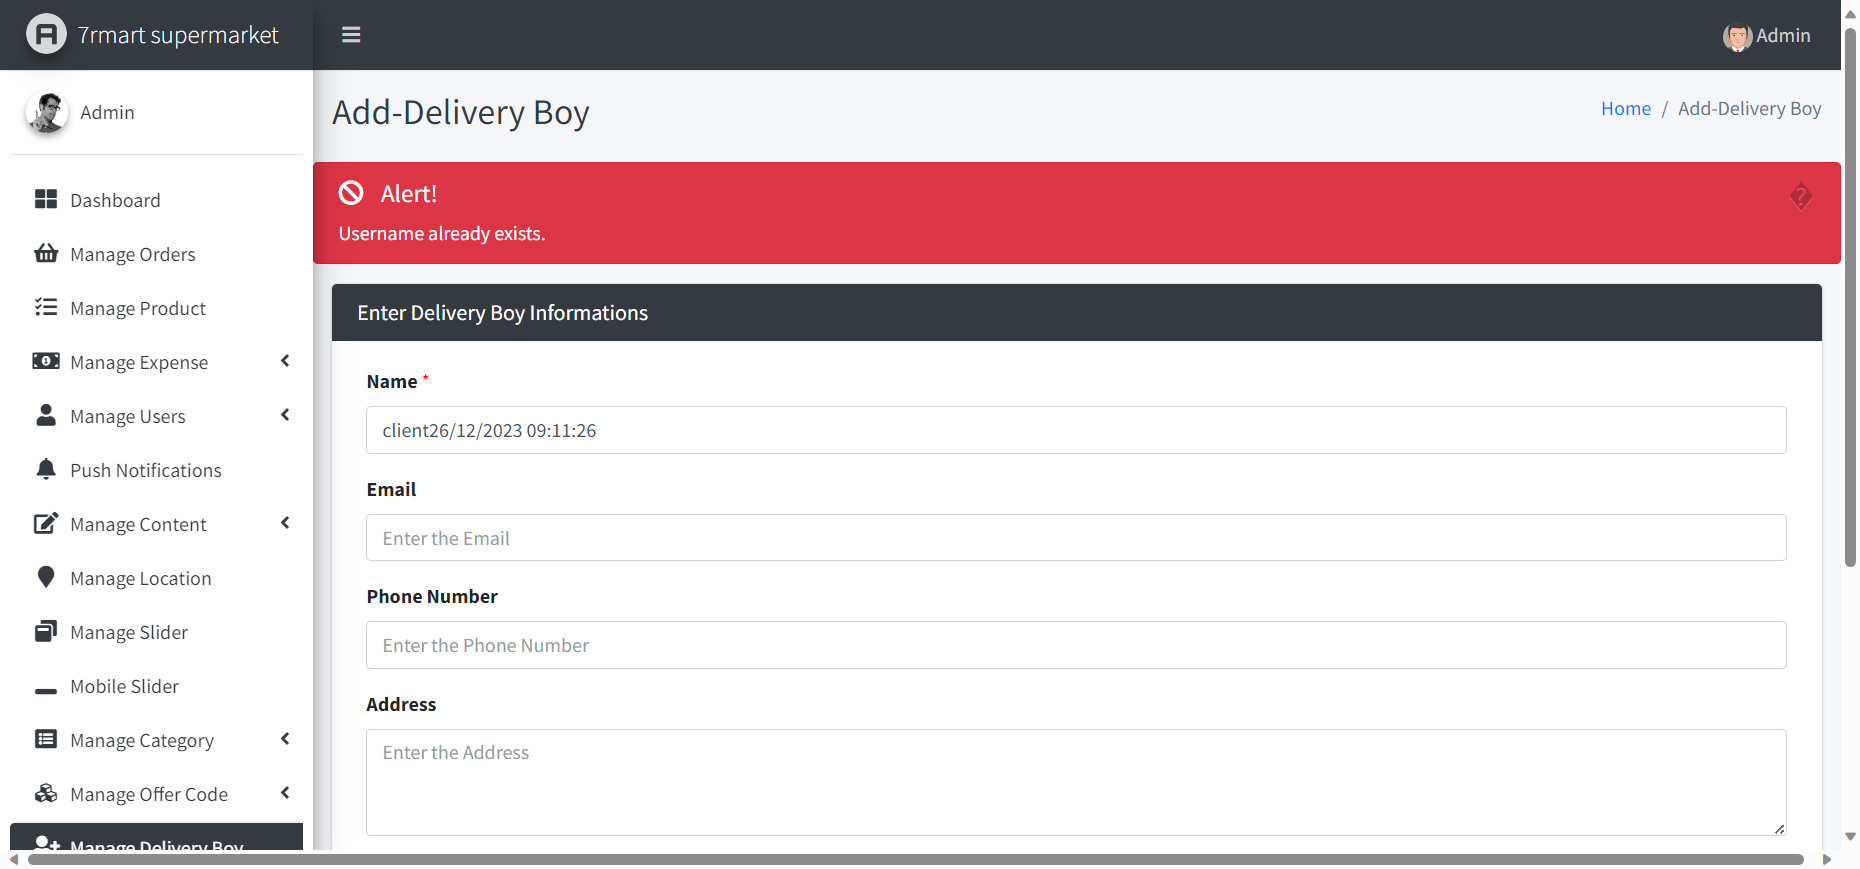 7rmart supermarket
Admin
Admin
Add-Delivery Boy
Home / Add-Delivery Boy
Alert!
Username already exists.
Dashboard
Manage Orders
Manage Product
Manage Expense
Manage Users
Push Notifications
Manage Content
Manage Location
Manage Slider
Mobile Slider
Manage Category
Manage Offer Code
Manage Delivery Boy
Enter Delivery Boy Informations
Name *
client26/12/2023 09:11:26
Email
Enter the Email
Phone Number
Enter the Phone Number
Address
Enter the Address